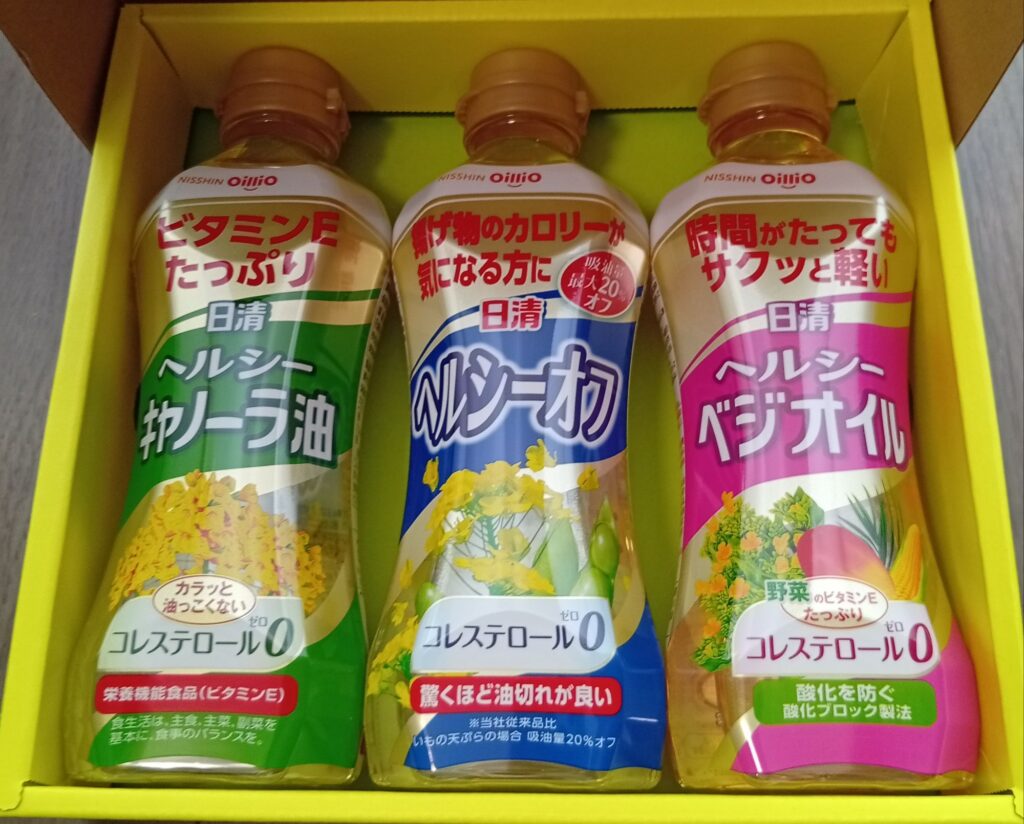 NISSHIN OilliO
ビタミンE
たっぷり
日清
ヘルシー
キャノーラ油
カラッと
油っこくない
コレステロール0
ゼロ
栄養機能食品(ビタミンE)
食生活は、主食、主菜、副菜を
基本に、食事のバランスを。
NISSHIN OilliO
揚げ物のカロリーが
気になる方に
吸油量
最大20%
オフ
日清
ヘルシーオフ
コレステロール0
ゼロ
驚くほど油切れが良い
※当社従来品比
いもの天ぷらの場合 吸油量20%オフ
NISSHIN OilliO
時間がたっても
サクッと軽い
日清
ヘルシー
ベジオイル
野菜のビタミンE
たっぷり
コレステロール0
ゼロ
酸化を防ぐ
酸化ブロック製法